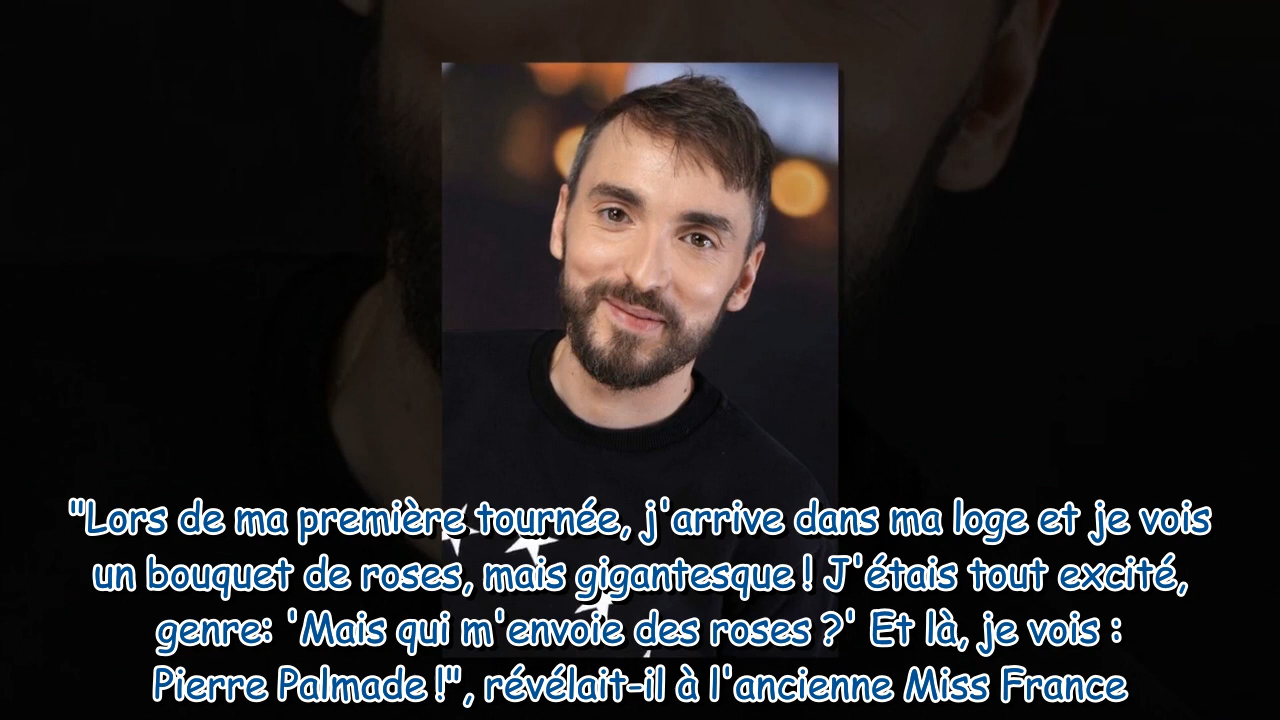 "Lors de ma première tournée, j'arrive dans ma loge et je vois
un bouquet de roses, mais gigantesque ! J'étais tout excité,
genre: 'Mais qui m'envoie des roses ?' Et là, je vois :
Pierre Palmade !", révélait-il à l'ancienne Miss France